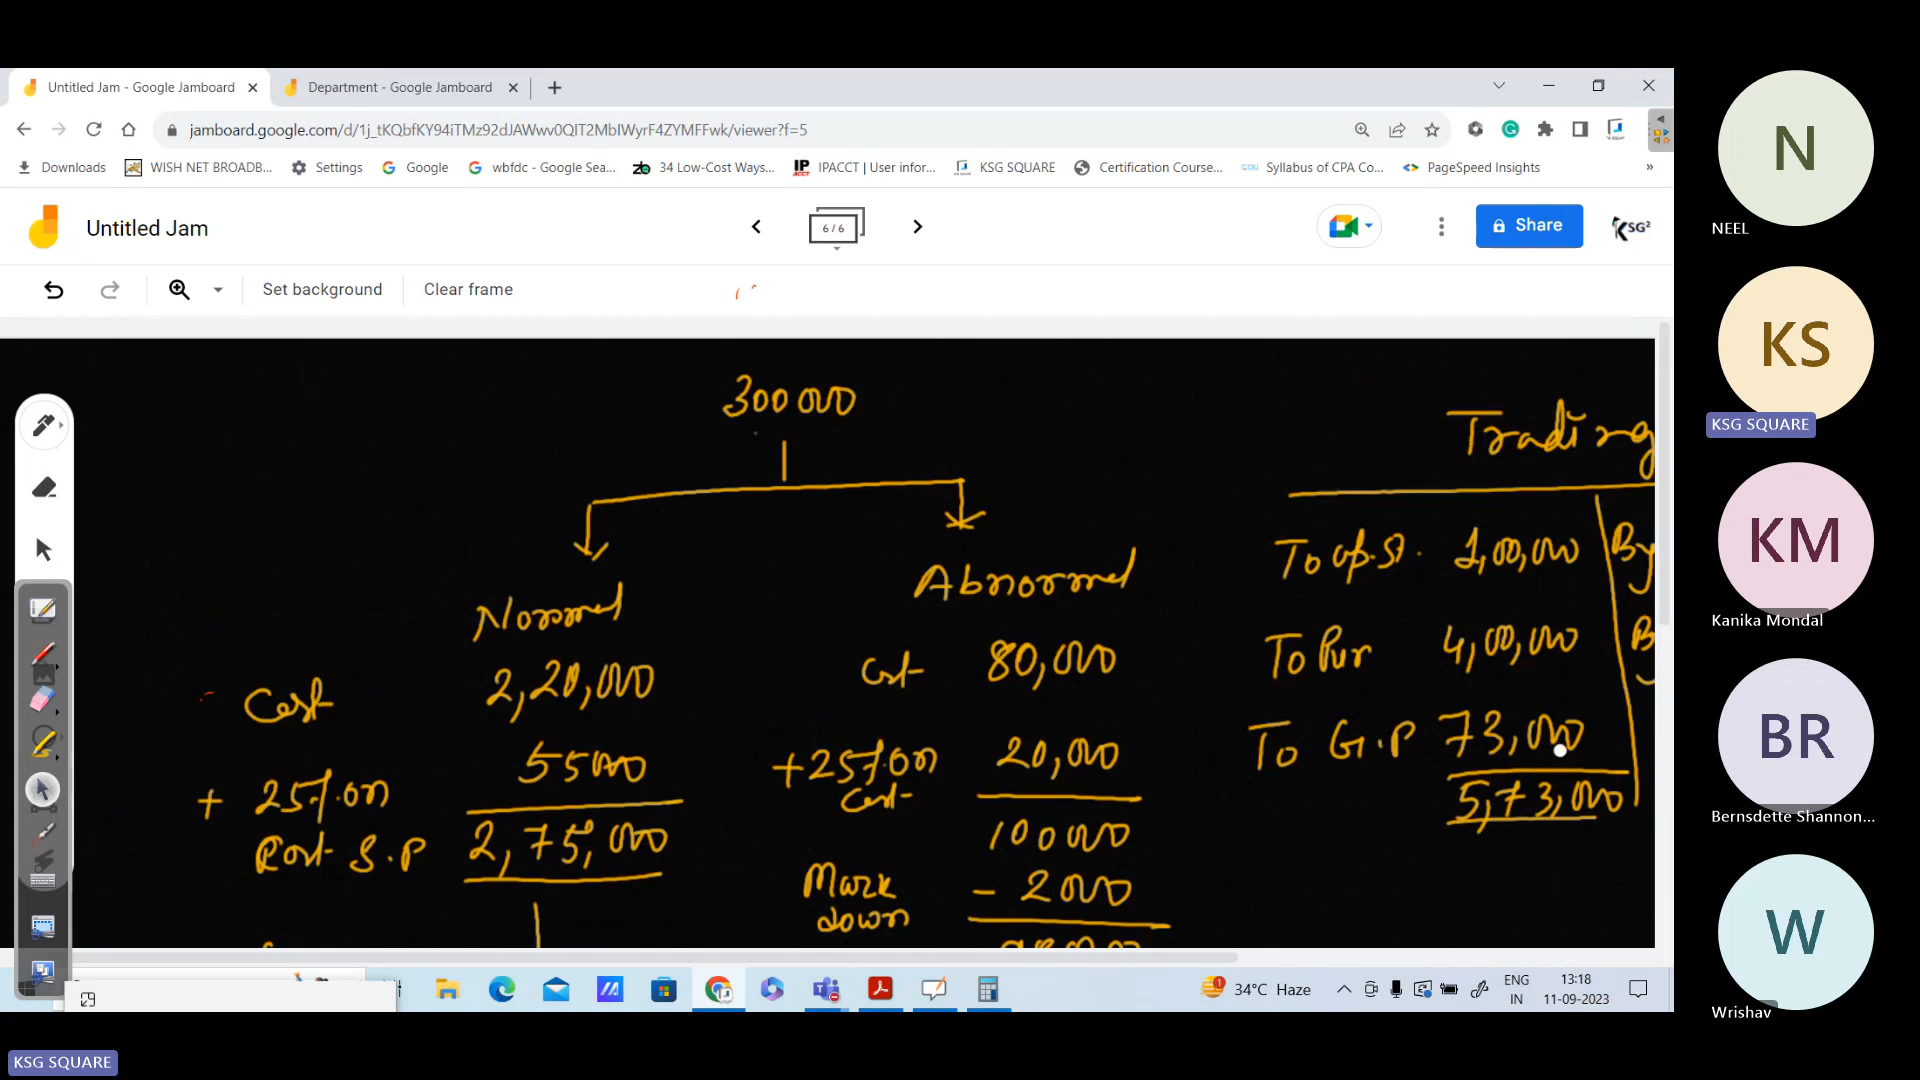 Untitled Jam - Google Jamboard
Department - Google Jamboard
jamboard.google.com/d/1j_tKQbfKY94iTMz92dJAWwv0QIT2MbIWyrF4ZYMFFwk/viewer?f=5
Downloads
WISH NET BROADB...
Settings
Google
wbfdc - Google Sea...
34 Low-Cost Ways...
IPACCT | User infor...
KSG SQUARE
Certification Course...
Syllabus of CPA Co...
PageSpeed Insights
»
Untitled Jam
6 / 6
Share
KSG²
Set background
Clear frame
300000
Trading
Normal
Abnormal
To op.st. 1,00,000 By
Cost 2,20,000
Cost 80,000
To Pur 4,00,000 B
+ 25% on 55000
+25% on 20,000
Cost
To G.P 73,000
5,73,000
Cost S.P 2,75,000
100000
Mark - 2000
down
34°C Haze
ENG
IN
13:18
11-09-2023
N
NEEL
KS
KSG SQUARE
KM
Kanika Mondal
BR
Bernsdette Shannon...
W
Wrishav
KSG SQUARE